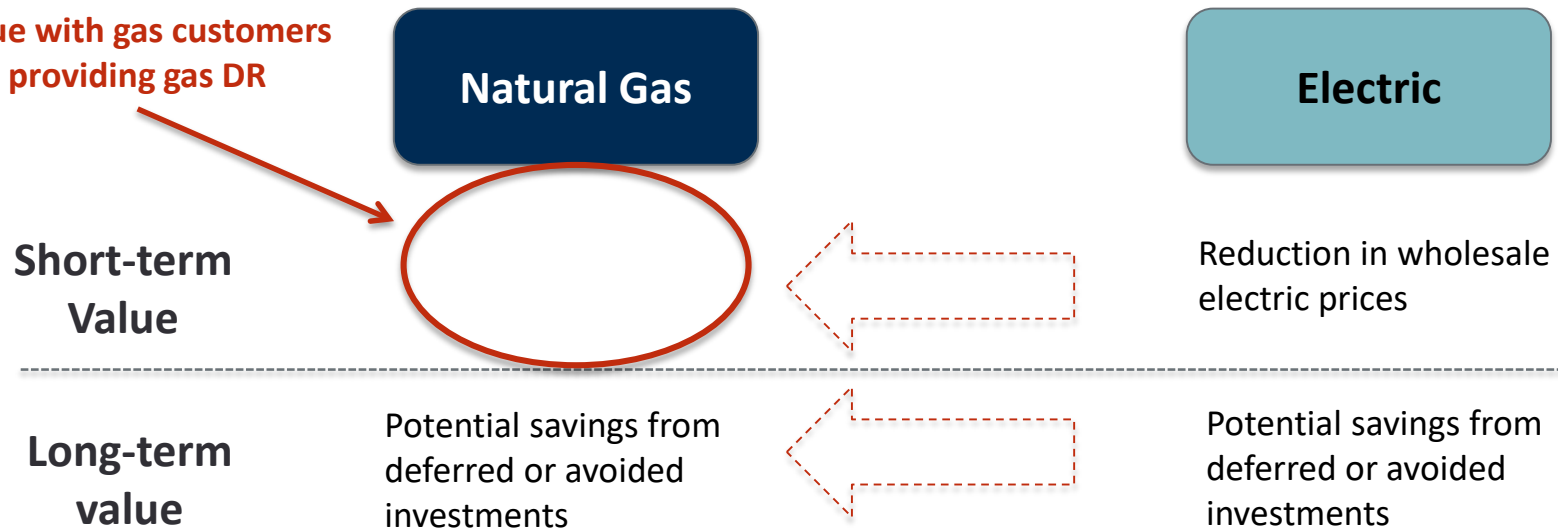 with gas customers
providing gas DR
Natural Gas
Electric
Short-term
Value
Reduction in wholesale
electric prices
Long-term
value
Potential savings from
deferred or avoided
investments
Potential savings from
deferred or avoided
investments